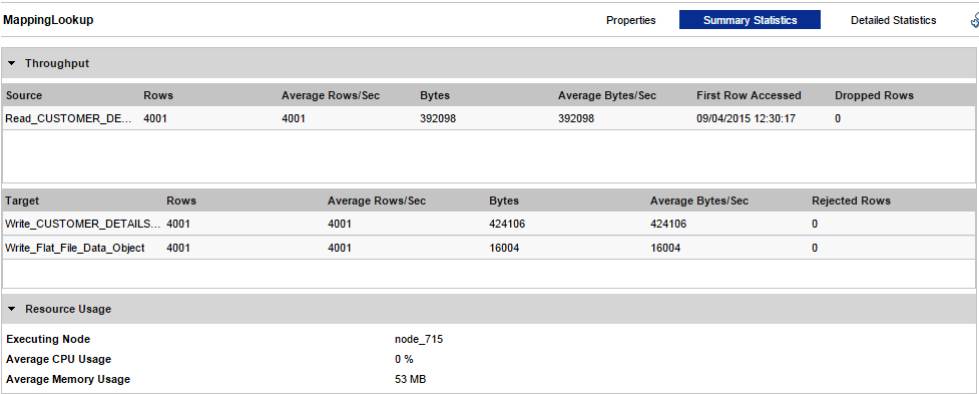 MappingLookup Properties Summary Statistics Detailed Statistics
Throughput
Source Rows Average Rows/Sec Bytes Average Bytes/Sec First Row Accessed Dropped Rows
Read_CUSTOMER_DE... 4001 4001 392098 392098 09/04/2015 12:30:17 0
Target Rows Average Rows/Sec Bytes Average Bytes/Sec Rejected Rows
Write_CUSTOMER_DETAILS... 4001 4001 424106 424106 0
Write_Flat_File_Data_Object 4001 4001 16004 16004 0
Resource Usage
Executing Node node_715
Average CPU Usage 0 %
Average Memory Usage 53 MB